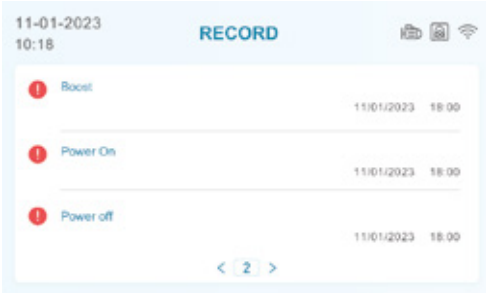 11-01-2023
10:18
RECORD
Boost
11/01/2023 18:00
Power On
11/01/2023 18:00
Power off
11/01/2023 18:00
< 2 >